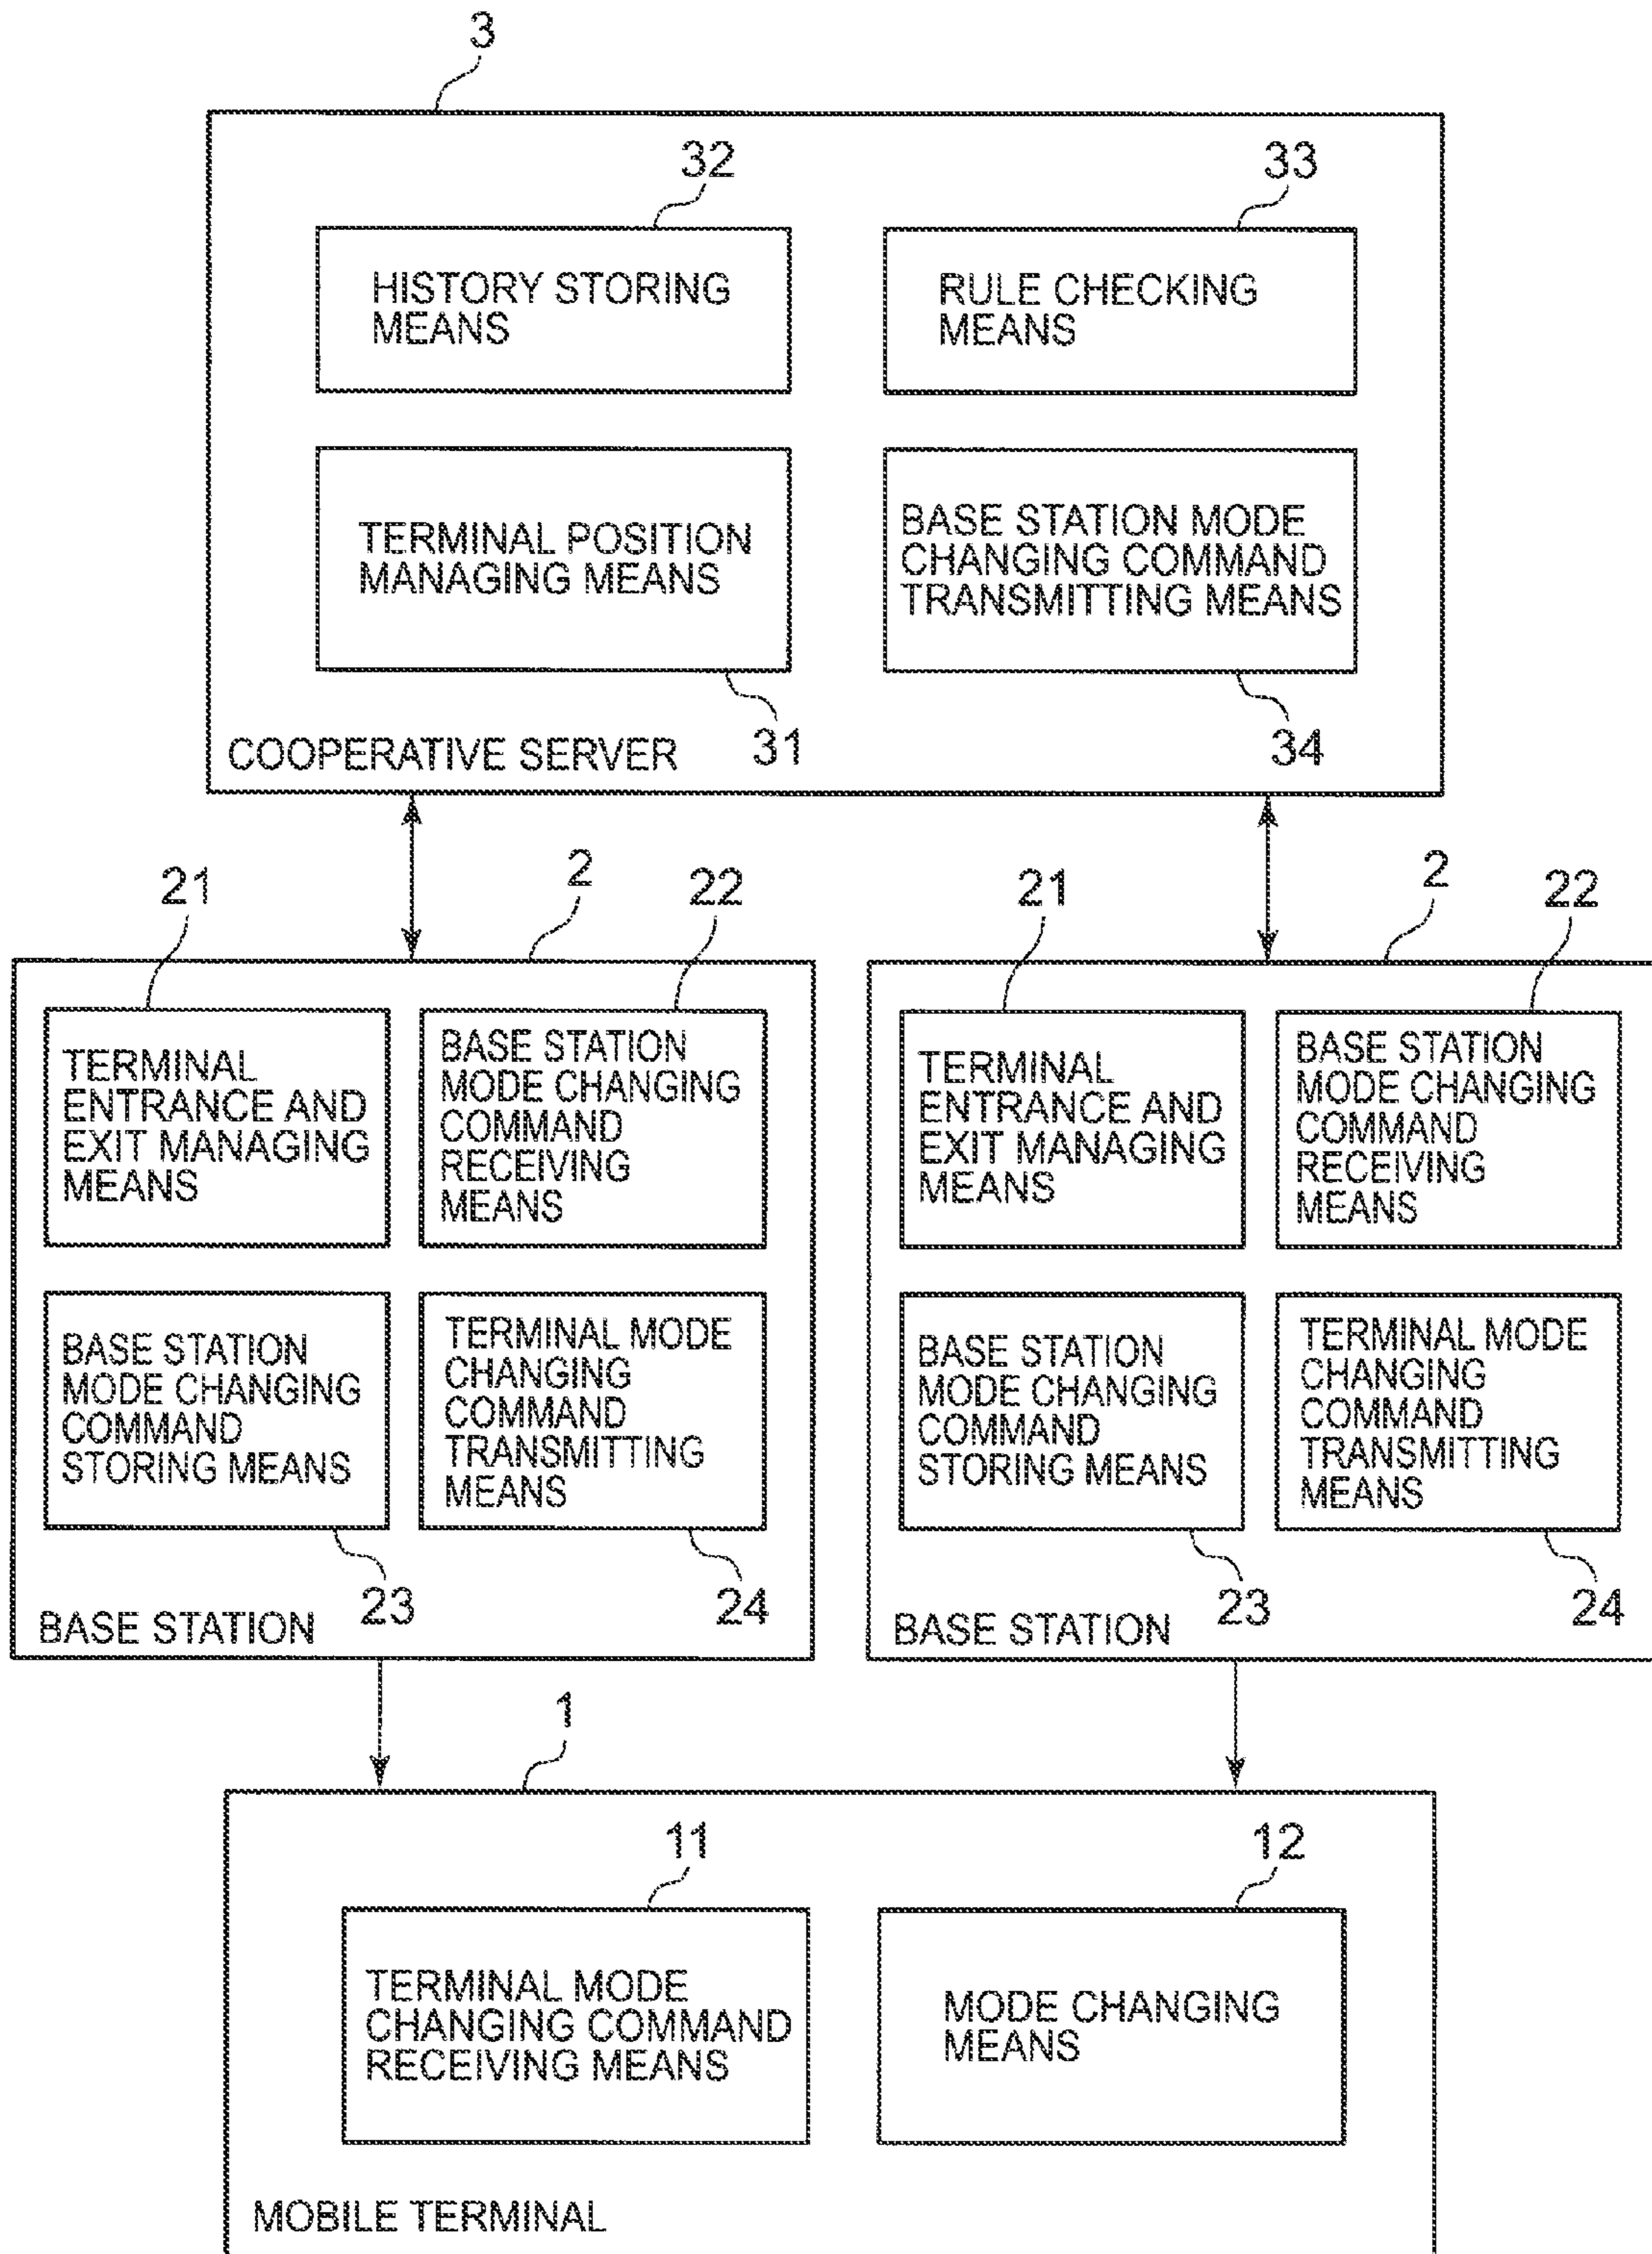 3
32
33
HISTORY STORING
MEANS
RULE CHECKING
MEANS
TERMINAL POSITION
MANAGING MEANS
BASE STATION MODE
CHANGING COMMAND
TRANSMITTING MEANS
31
34
COOPERATIVE SERVER
21
2
22
21
2
22
TERMINAL
ENTRANCE AND
EXIT MANAGING
MEANS
BASE STATION
MODE CHANGING
COMMAND
RECEIVING
MEANS
TERMINAL
ENTRANCE AND
EXIT MANAGING
MEANS
BASE STATION
MODE CHANGING
COMMAND
RECEIVING
MEANS
BASE STATION
MODE CHANGING
COMMAND
STORING MEANS
TERMINAL MODE
CHANGING
COMMAND
TRANSMITTING
MEANS
BASE STATION
MODE CHANGING
COMMAND
STORING MEANS
TERMINAL MODE
CHANGING
COMMAND
TRANSMITTING
MEANS
23
24
23
24
BASE STATION
BASE STATION
1
11
12
TERMINAL MODE
CHANGING COMMAND
RECEIVING MEANS
MODE CHANGING
MEANS
MOBILE TERMINAL